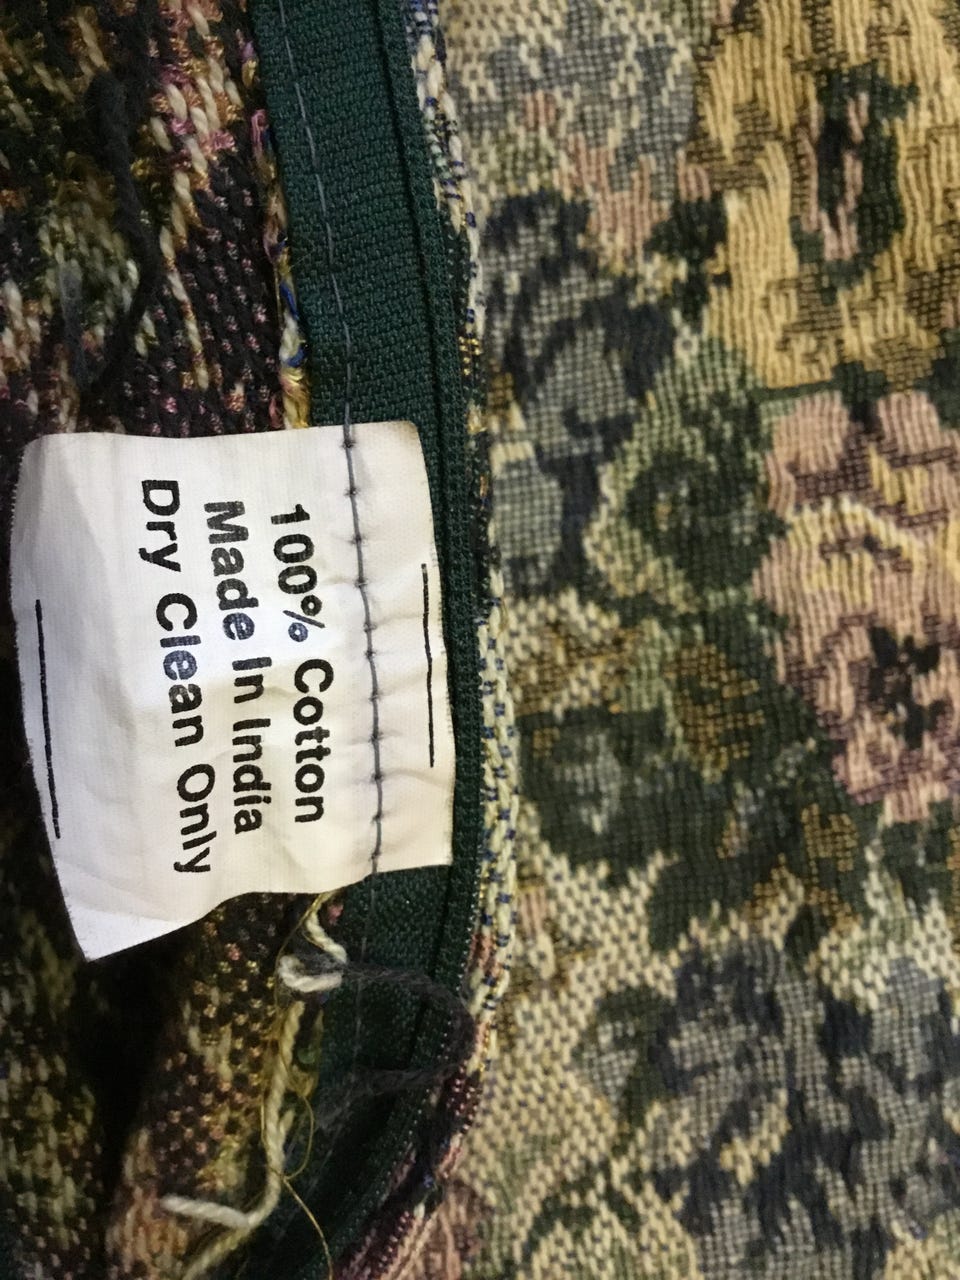 100% Cotton
Made In India
Dry Clean Only